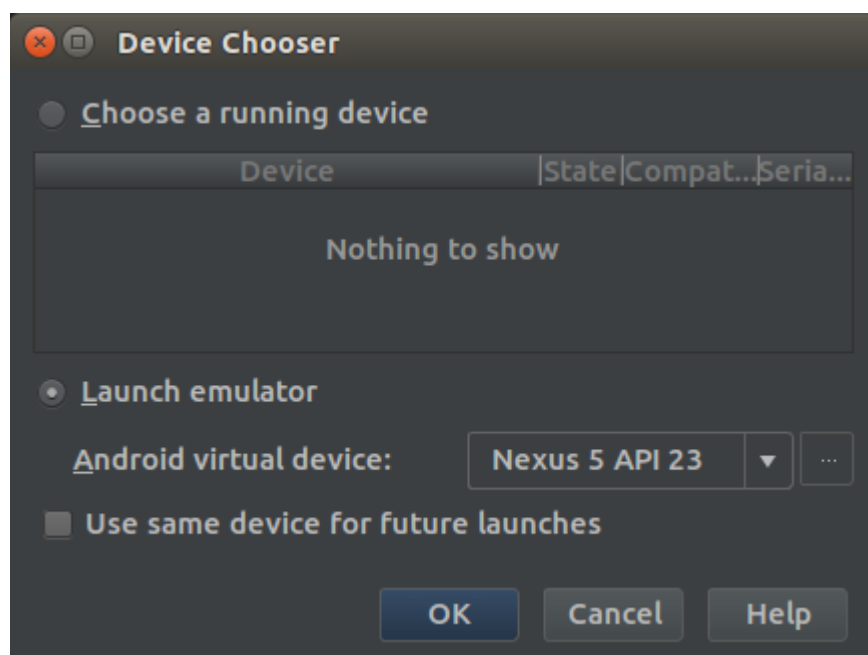 Device Chooser
Choose a running device
Device State Compat... Seria...
Nothing to show
Launch emulator
Android virtual device: Nexus 5 API 23 ...
Use same device for future launches
OK Cancel Help